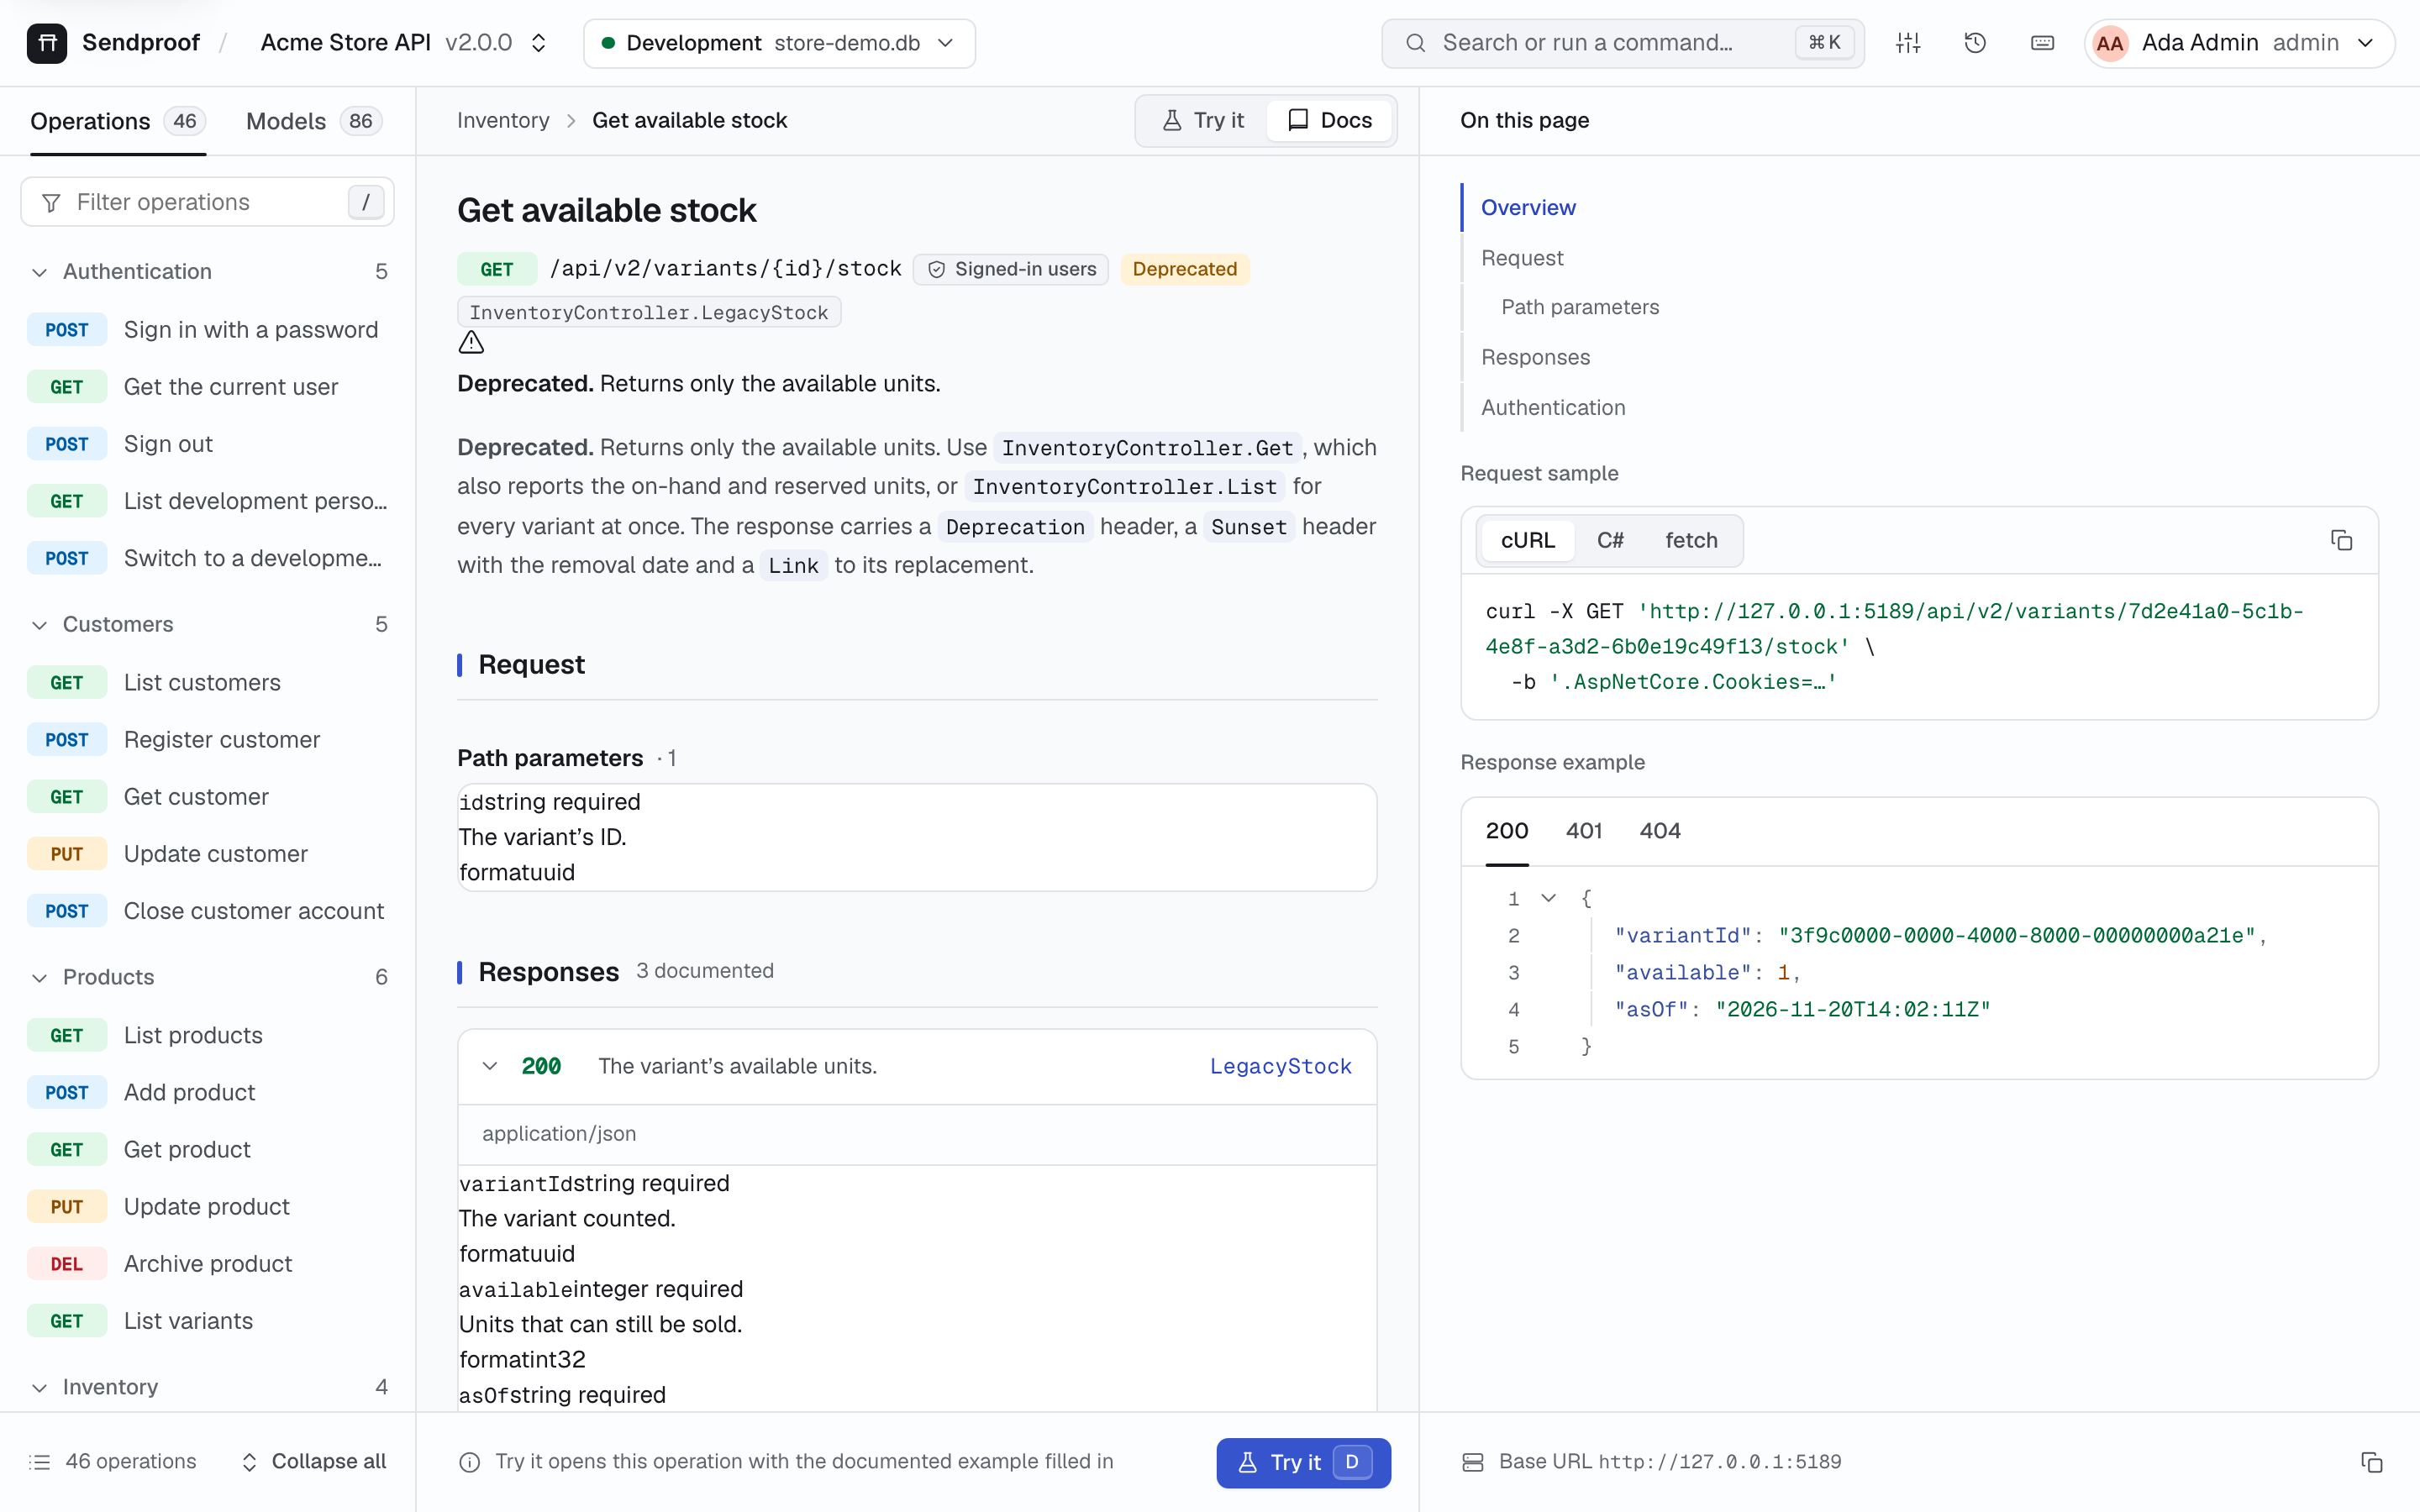 Sendproof / Acme Store API v2.0.0
Development store-demo.db
Search or run a command… ⌘K
AA Ada Admin admin
Operations 46 Models 86
Filter operations /
Authentication 5
POST Sign in with a password
GET Get the current user
POST Sign out
GET List development perso…
POST Switch to a developme…
Customers 5
GET List customers
POST Register customer
GET Get customer
PUT Update customer
POST Close customer account
Products 6
GET List products
POST Add product
GET Get product
PUT Update product
DEL Archive product
GET List variants
Inventory 4
46 operations Collapse all
Inventory > Get available stock
Try it Docs
Get available stock
GET /api/v2/variants/{id}/stock Signed-in users Deprecated
InventoryController.LegacyStock
Deprecated. Returns only the available units.
Deprecated. Returns only the available units. Use InventoryController.Get, which
also reports the on-hand and reserved units, or InventoryController.List for
every variant at once. The response carries a Deprecation header, a Sunset header
with the removal date and a Link to its replacement.
Request
Path parameters · 1
idstring required
The variant’s ID.
formatuuid
Responses 3 documented
200 The variant’s available units. LegacyStock
application/json
variantIdstring required
The variant counted.
formatuuid
availableinteger required
Units that can still be sold.
formatint32
asOfstring required
Try it opens this operation with the documented example filled in
Try it D
On this page
Overview
Request
Path parameters
Responses
Authentication
Request sample
cURL C# fetch
curl -X GET 'http://127.0.0.1:5189/api/v2/variants/7d2e41a0-5c1b-
4e8f-a3d2-6b0e19c49f13/stock' \
-b '.AspNetCore.Cookies=…'
Response example
200 401 404
1 {
2 "variantId": "3f9c0000-0000-4000-8000-00000000a21e",
3 "available": 1,
4 "asOf": "2026-11-20T14:02:11Z"
5 }
Base URL http://127.0.0.1:5189